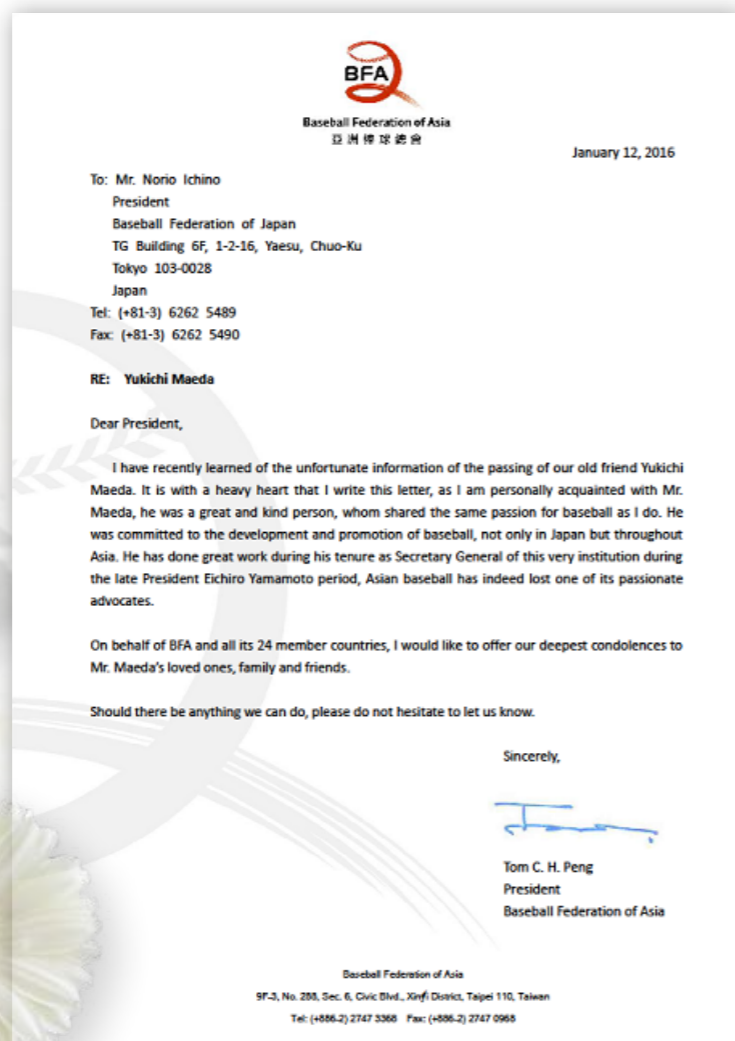 BFA
Baseball Federation of Asia
亞洲棒球總會
January 12, 2016
To: Mr. Norio Ichino
President
Baseball Federation of Japan
TG Building 6F, 1-2-16, Yaesu, Chuo-Ku
Tokyo 103-0028
Japan
Tel: (+81-3) 6262 5489
Fax: (+81-3) 6262 5490
RE: Yukichi Maeda
Dear President,
I have recently learned of the unfortunate information of the passing of our old friend Yukichi
Maeda. It is with a heavy heart that I write this letter, as I am personally acquainted with Mr.
Maeda, he was a great and kind person, whom shared the same passion for baseball as I do. He
was committed to the development and promotion of baseball, not only in Japan but throughout
Asia. He has done great work during his tenure as Secretary General of this very institution during
the late President Eichiro Yamamoto period, Asian baseball has indeed lost one of its passionate
advocates.
On behalf of BFA and all its 24 member countries, I would like to offer our deepest condolences to
Mr. Maeda's loved ones, family and friends.
Should there be anything we can do, please do not hesitate to let us know.
Sincerely,
Tom C. H. Peng
President
Baseball Federation of Asia
Baseball Federation of Asia
9F-3, No. 288, Sec. 6, Civic Blvd., Xinyi District, Taipei 110, Taiwan
Tel: (+886-2) 2747 3368 Fax: (+886-2) 2747 0968